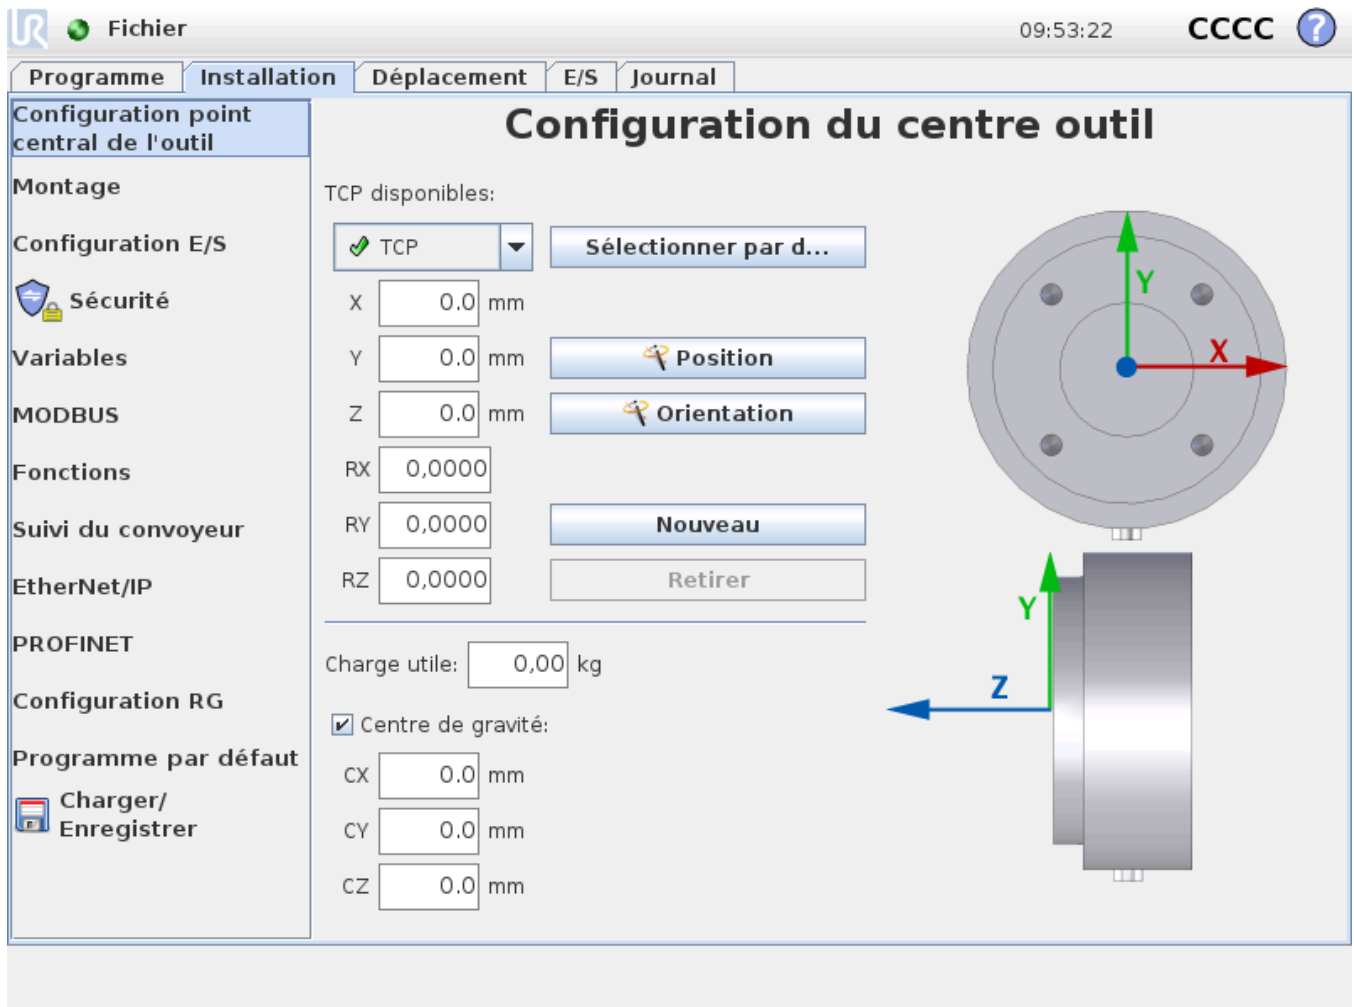 UR
Fichier
09:53:22
CCCC
?
Programme
Installation
Déplacement
E/S
Journal
Configuration point
central de l'outil
Montage
Configuration E/S
Sécurité
Variables
MODBUS
Fonctions
Suivi du convoyeur
EtherNet/IP
PROFINET
Configuration RG
Programme par défaut
Charger/
Enregistrer
Configuration du centre outil
TCP disponibles:
TCP
Sélectionner par d...
X 0.0 mm
Y 0.0 mm
Position
Z 0.0 mm
Orientation
RX 0,0000
RY 0,0000
Nouveau
RZ 0,0000
Retirer
Charge utile: 0,00 kg
Centre de gravité:
CX 0.0 mm
CY 0.0 mm
CZ 0.0 mm
Y
X
Y
Z